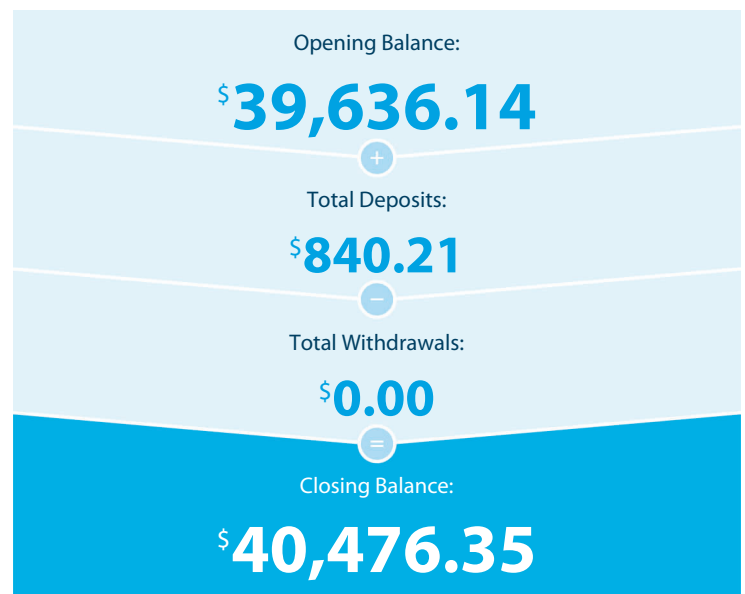 Opening Balance:
$39,636.14
+
Total Deposits:
$840.21
−
Total Withdrawals:
$0.00
=
Closing Balance:
$40,476.35